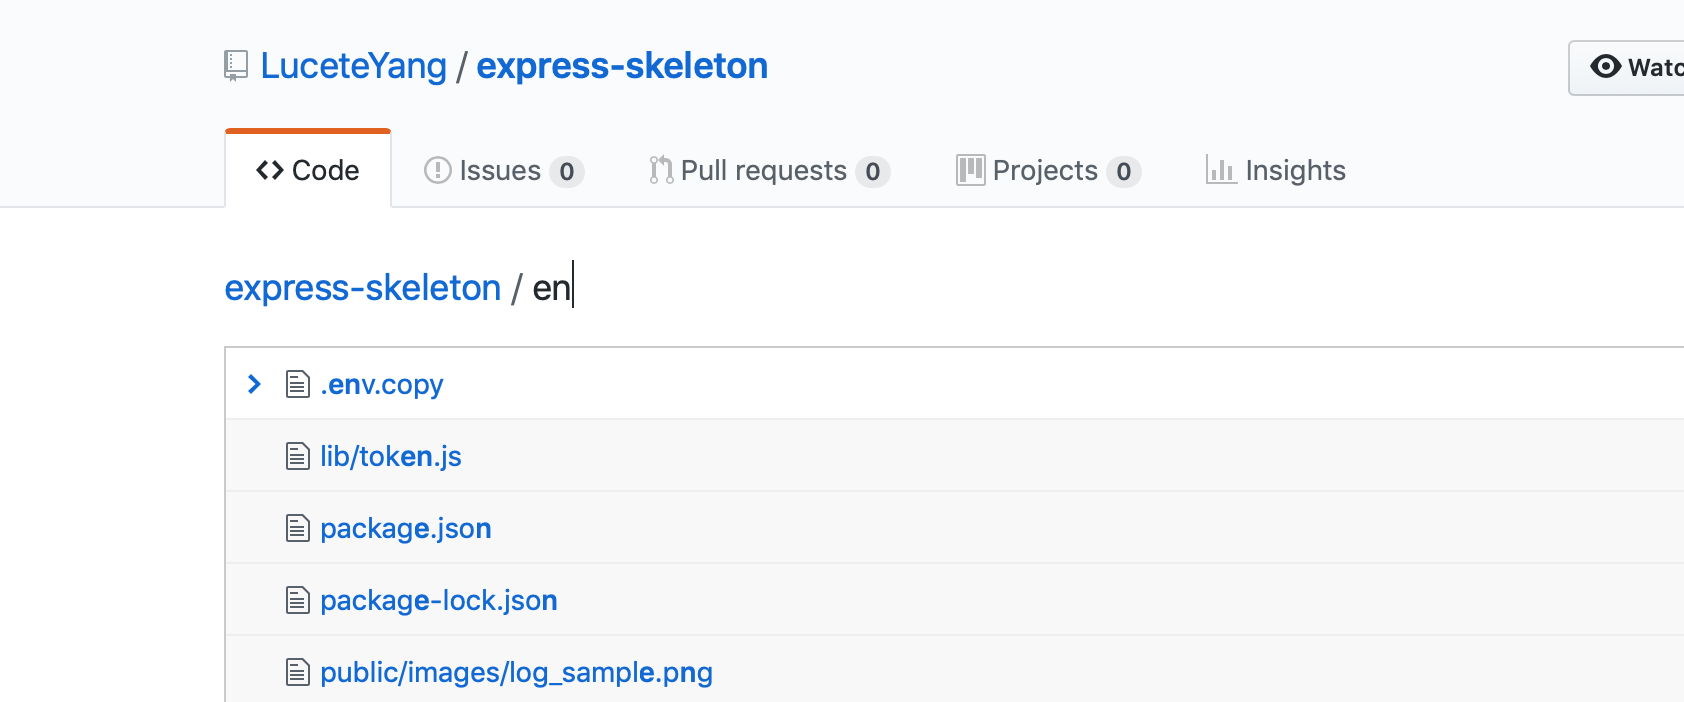 LuceteYang / express-skeleton
Watc
Code Issues 0 Pull requests 0 Projects 0 Insights
express-skeleton / en
.env.copy
lib/token.js
package.json
package-lock.json
public/images/log_sample.png